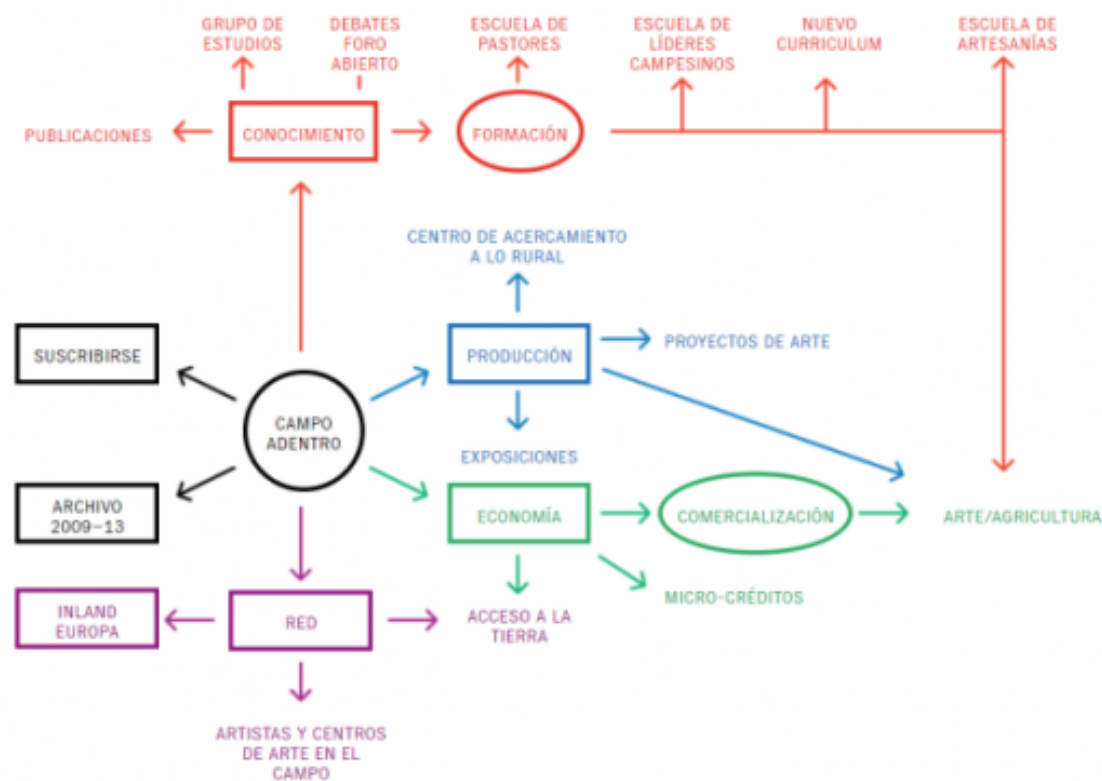 GRUPO DE
ESTUDIOS
DEBATES
FORO
ABIERTO
ESCUELA DE
PASTORES
ESCUELA DE
LÍDERES
CAMPESINOS
NUEVO
CURRICULUM
ESCUELA DE
ARTESANÍAS
PUBLICACIONES
CONOCIMIENTO
FORMACIÓN
CENTRO DE ACERCAMIENTO
A LO RURAL
SUSCRIBIRSE
PRODUCCIÓN
PROYECTOS DE ARTE
CAMPO
ADENTRO
EXPOSICIONES
ARCHIVO
2009–13
ECONOMÍA
COMERCIALIZACIÓN
ARTE/AGRICULTURA
MICRO-CRÉDITOS
INLAND
EUROPA
RED
ACCESO A LA
TIERRA
ARTISTAS Y CENTROS
DE ARTE EN EL
CAMPO